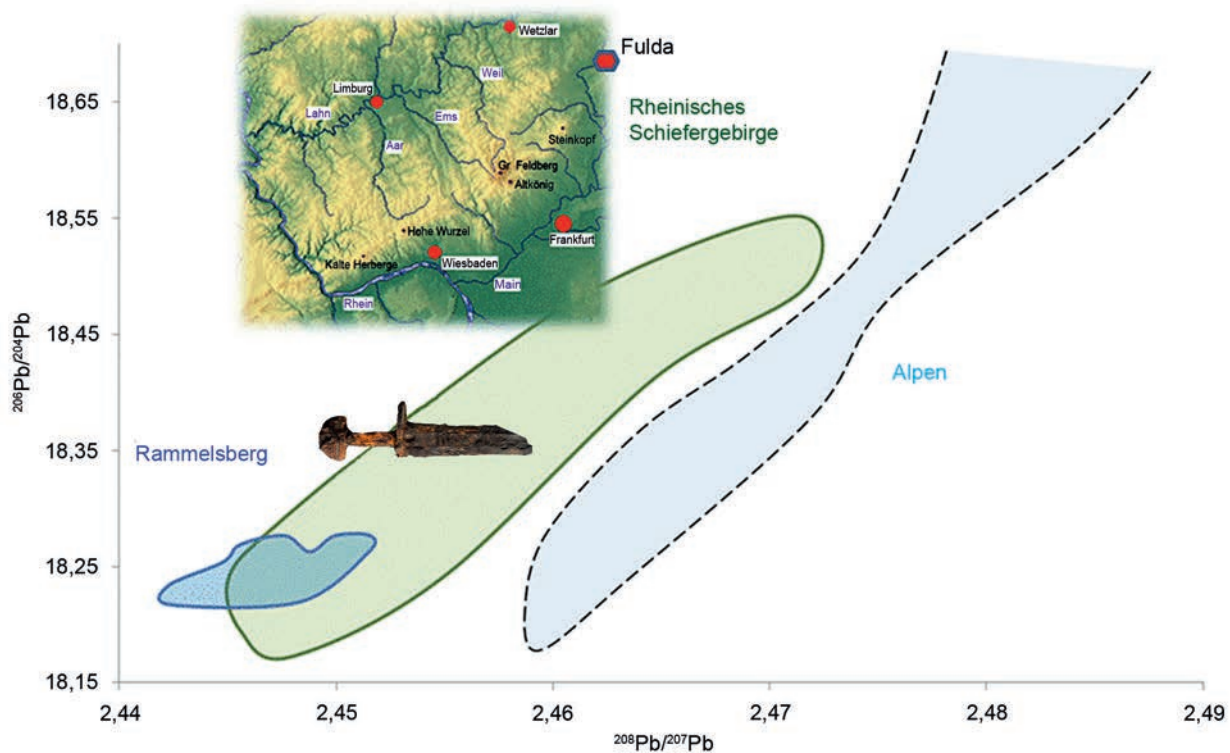 Wetzlar
Fulda
Weil
Limburg
Lahn
Ems
Aar
Steinkopf
Gr. Feldberg
Altkönig
Hohe Wurzel
Frankfurt
Kalte Herberge
Wiesbaden
Main
Rhein
Rheinisches
Schiefergebirge
Alpen
Rammelsberg
18,65
18,55
18,45
18,35
18,25
18,15
²⁰⁶Pb/²⁰⁴Pb
2,44
2,45
2,46
2,47
2,48
2,49
²⁰⁸Pb/²⁰⁷Pb